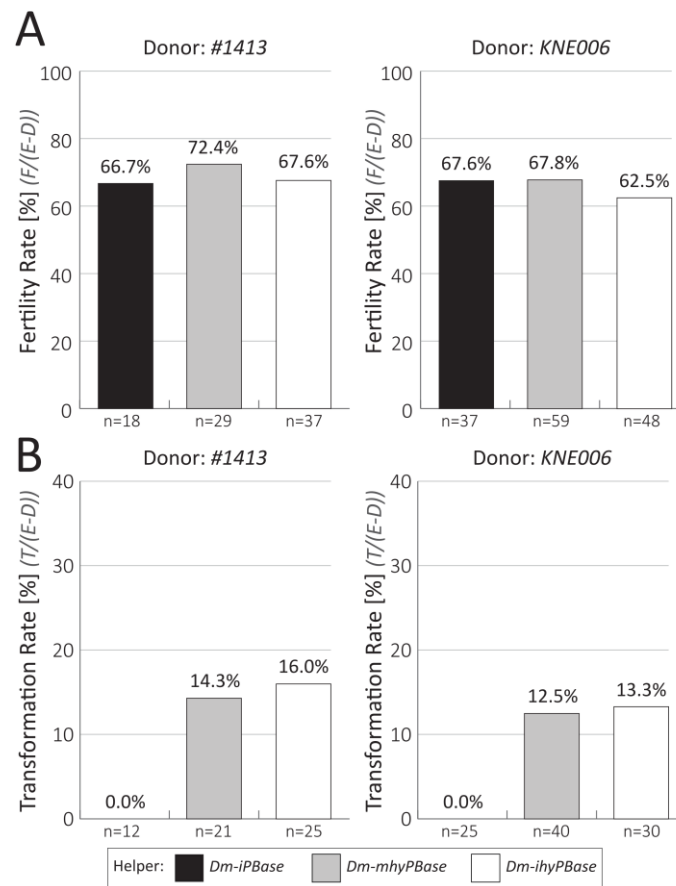 A
Donor: #1413
Fertility Rate [%] (F/(E-D))
100
80
60
40
20
0
66.7%
72.4%
67.6%
n=18
n=29
n=37
Donor: KNE006
Fertility Rate [%] (F/(E-D))
100
80
60
40
20
0
67.6%
67.8%
62.5%
n=37
n=59
n=48
B
Donor: #1413
Transformation Rate [%] (T/(E-D))
40
30
20
10
0
0.0%
14.3%
16.0%
n=12
n=21
n=25
Donor: KNE006
Transformation Rate [%] (T/(E-D))
40
30
20
10
0
0.0%
12.5%
13.3%
n=25
n=40
n=30
Helper: Dm-iPBase Dm-mhyPBase Dm-ihyPBase